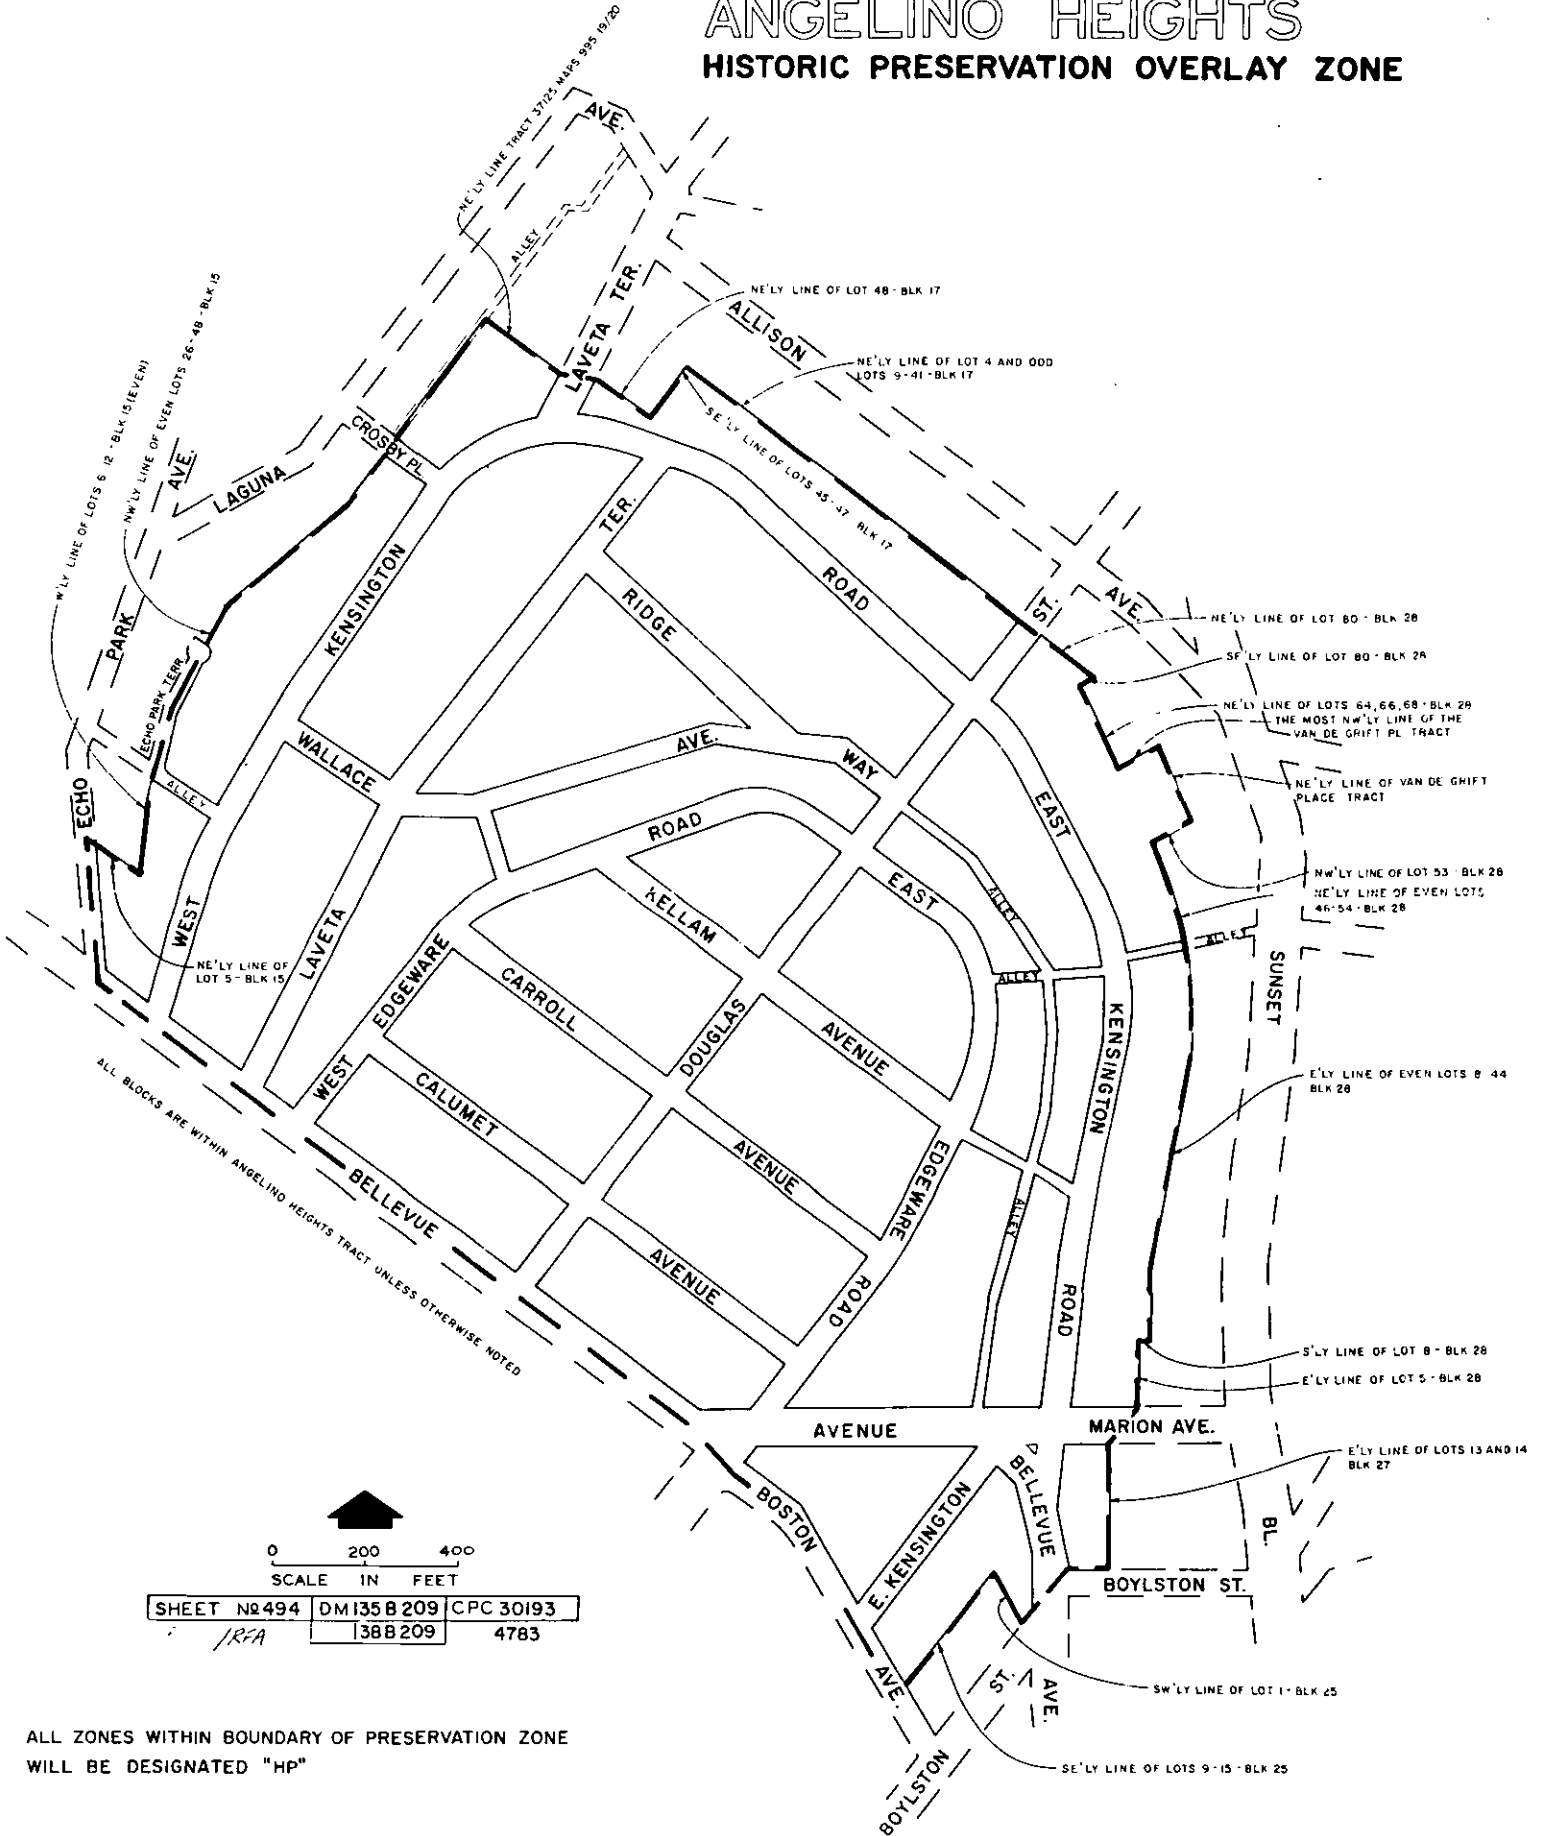 ANGELINO HEIGHTS
HISTORIC PRESERVATION OVERLAY ZONE
NE'LY LINE TRACT 37125 MAPS 995 19/20
AVE.
ALLEY
LAVETA TER.
NE'LY LINE OF LOT 48 - BLK 17
ALLISON
NE'LY LINE OF LOT 4 AND ODD
LOTS 9-41-BLK 17
SE'LY LINE OF LOTS 45-47 BLK 17
NW'LY LINE OF EVEN LOTS 26-48 - BLK 15
W'LY LINE OF LOTS 6 12 - BLK 15 (EVEN)
CROSBY PL
LAGUNA
AVE.
PARK
ECHO
ECHO PARK TERR
ALLEY
KENSINGTON
TER.
RIDGE
ROAD
ST.
AVE.
NE'LY LINE OF LOT 80 - BLK 28
SE'LY LINE OF LOT 80 - BLK 28
NE'LY LINE OF LOTS 64,66,68 - BLK 28
THE MOST NW'LY LINE OF THE
VAN DE GRIFT PL TRACT
NE'LY LINE OF VAN DE GRIFT
PLACE TRACT
WALLACE
AVE.
WAY
EAST
ROAD
NW'LY LINE OF LOT 53 - BLK 28
NE'LY LINE OF EVEN LOTS
46-54 - BLK 28
EAST
ALLEY
KELLAM
WEST
LAVETA
NE'LY LINE OF
LOT 5 - BLK 15
ALLEY
ALLEY
SUNSET
EDGEWARE
CARROLL
DOUGLAS
AVENUE
KENSINGTON
WEST
CALUMET
E'LY LINE OF EVEN LOTS 8 44
BLK 28
ALL BLOCKS ARE WITHIN ANGELINO HEIGHTS TRACT UNLESS OTHERWISE NOTED
BELLEVUE
AVENUE
EDGEWARE
ALLEY
AVENUE
ROAD
ROAD
S'LY LINE OF LOT 8 - BLK 28
E'LY LINE OF LOT 5 - BLK 28
AVENUE
MARION AVE.
E'LY LINE OF LOTS 13 AND 14
BLK 27
BOSTON
E. KENSINGTON
BELLEVUE
BL.
BOYLSTON ST.
0 200 400
SCALE IN FEET
SHEET Nº 494 DM 135 B 209 CPC 30193
/RFA 138 B 209 4783
AVE.
ST.
AVE.
SW'LY LINE OF LOT 1 - BLK 25
SE'LY LINE OF LOTS 9-15 - BLK 25
BOYLSTON
ALL ZONES WITHIN BOUNDARY OF PRESERVATION ZONE
WILL BE DESIGNATED "HP"